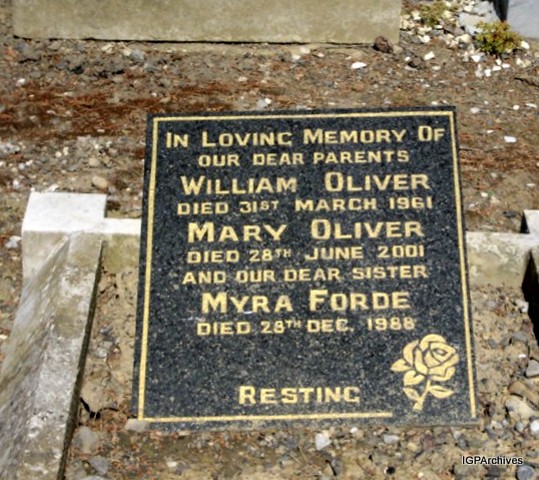 In Loving Memory Of
our dear parents
William Oliver
died 31st March 1961
Mary Oliver
died 28th June 2001
and our dear sister
Myra Forde
died 28th Dec. 1988
Resting
IGPArchives